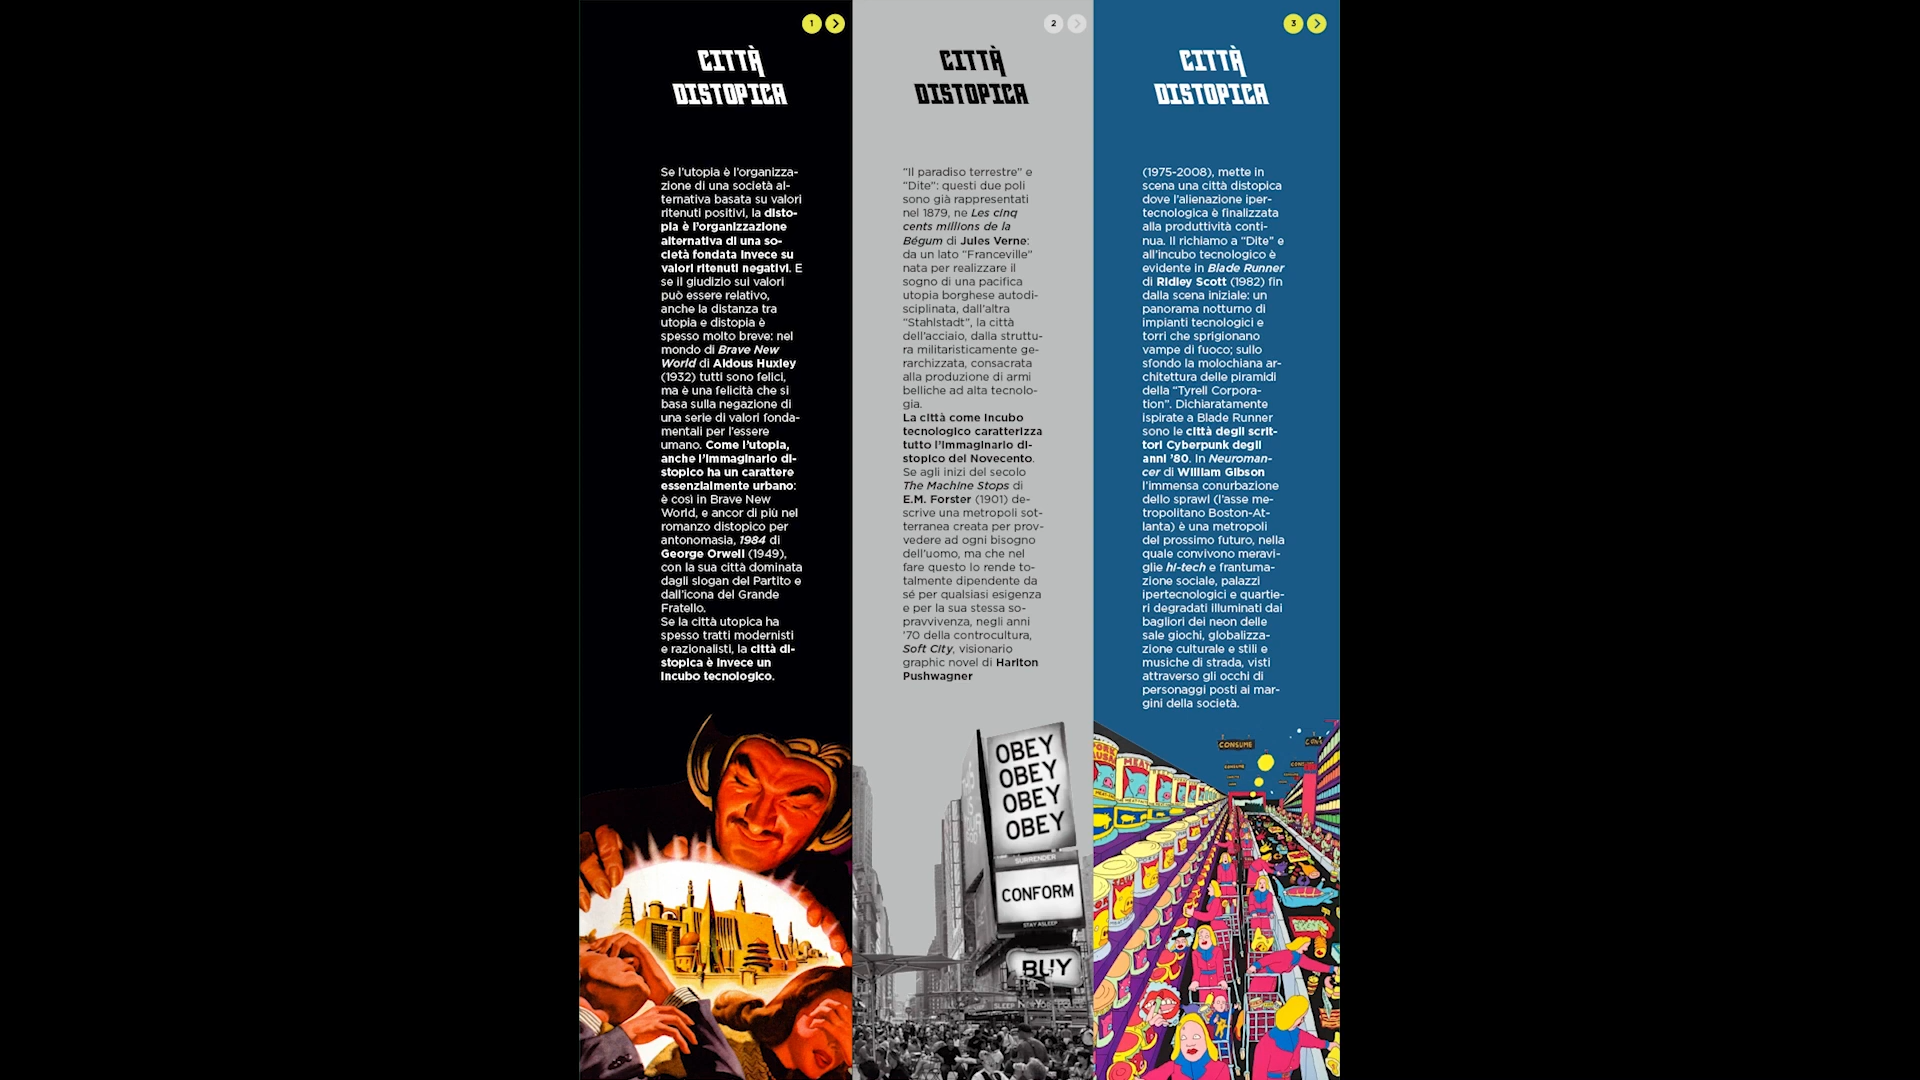 1
CITTÀ
DISTOPICA
Se l'utopia è l'organizza-
zione di una società al-
ternativa basata su valori
ritenuti positivi, la disto-
pia è l'organizzazione
alternativa di una so-
cietà fondata invece su
valori ritenuti negativi. E
se il giudizio sui valori
può essere relativo,
anche la distanza tra
utopia e distopia è
spesso molto breve: nel
mondo di Brave New
World di Aldous Huxley
(1932) tutti sono felici,
ma è una felicità che si
basa sulla negazione di
una serie di valori fonda-
mentali per l'essere
umano. Come l'utopia,
anche l'immaginario di-
stopico ha un carattere
essenzialmente urbano:
è così in Brave New
World, e ancor di più nel
romanzo distopico per
antonomasia, 1984 di
George Orwell (1949),
con la sua città dominata
dagli slogan del Partito e
dall'icona del Grande
Fratello.
Se la città utopica ha
spesso tratti modernisti
e razionalisti, la città di-
stopica è invece un
incubo tecnologico.
2
CITTÀ
DISTOPICA
"Il paradiso terrestre" e
"Dite": questi due poli
sono già rappresentati
nel 1879, ne Les cinq
cents millions de la
Bégum di Jules Verne:
da un lato "Franceville"
nata per realizzare il
sogno di una pacifica
utopia borghese autodi-
sciplinata, dall'altra
"Stahlstadt", la città
dell'acciaio, dalla struttu-
ra militaristicamente ge-
rarchizzata, consacrata
alla produzione di armi
belliche ad alta tecnolo-
gia.
La città come incubo
tecnologico caratterizza
tutto l'immaginario di-
stopico del Novecento.
Se agli inizi del secolo
The Machine Stops di
E.M. Forster (1901) de-
scrive una metropoli sot-
terranea creata per prov-
vedere ad ogni bisogno
dell'uomo, ma che nel
fare questo lo rende to-
talmente dipendente da
sé per qualsiasi esigenza
e per la sua stessa so-
pravvivenza, negli anni
'70 della controcultura,
Soft City, visionario
graphic novel di Hariton
Pushwagner
OBEY
OBEY
OBEY
OBEY
SURRENDER
CONFORM
STAY ASLEEP
BUY
SLEEP
3
CITTÀ
DISTOPICA
(1975-2008), mette in
scena una città distopica
dove l'alienazione iper-
tecnologica è finalizzata
alla produttività conti-
nua. Il richiamo a "Dite" e
all'incubo tecnologico è
evidente in Blade Runner
di Ridley Scott (1982) fin
dalla scena iniziale: un
panorama notturno di
impianti tecnologici e
torri che sprigionano
vampe di fuoco; sullo
sfondo la molochiana ar-
chitettura delle piramidi
della "Tyrell Corpora-
tion". Dichiaratamente
ispirate a Blade Runner
sono le città degli scrit-
tori Cyberpunk degli
anni '80. In Neuroman-
cer di William Gibson
l'immensa conurbazione
dello sprawl (l'asse me-
tropolitano Boston-At-
lanta) è una metropoli
del prossimo futuro, nella
quale convivono meravi-
glie hi-tech e frantuma-
zione sociale, palazzi
ipertecnologici e quartie-
ri degradati illuminati dai
bagliori dei neon delle
sale giochi, globalizza-
zione culturale e stili e
musiche di strada, visti
attraverso gli occhi di
personaggi posti ai mar-
gini della società.
CONSUME
CONSUME
MEAT